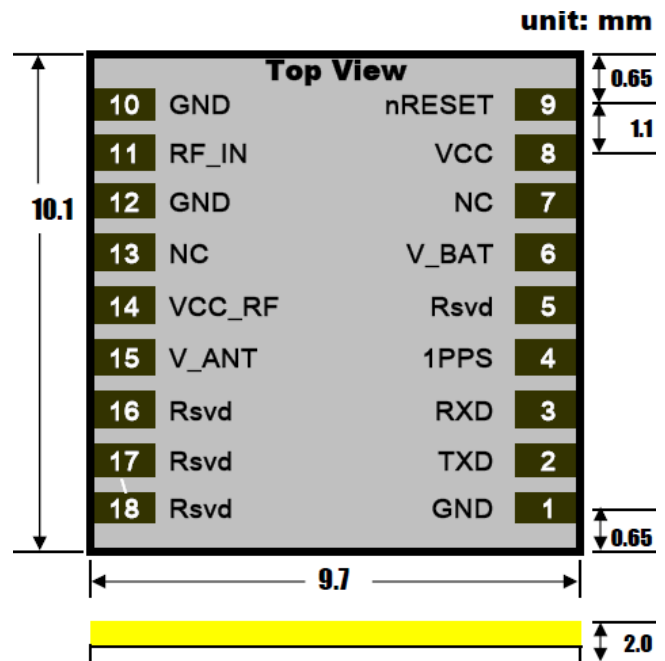 unit: mm
Top View
0.65
10 GND nRESET 9
1.1
11 RF_IN VCC 8
10.1
12 GND NC 7
13 NC V_BAT 6
14 VCC_RF Rsvd 5
15 V_ANT 1PPS 4
16 Rsvd RXD 3
17 Rsvd TXD 2
18 Rsvd GND 1
0.65
9.7
2.0